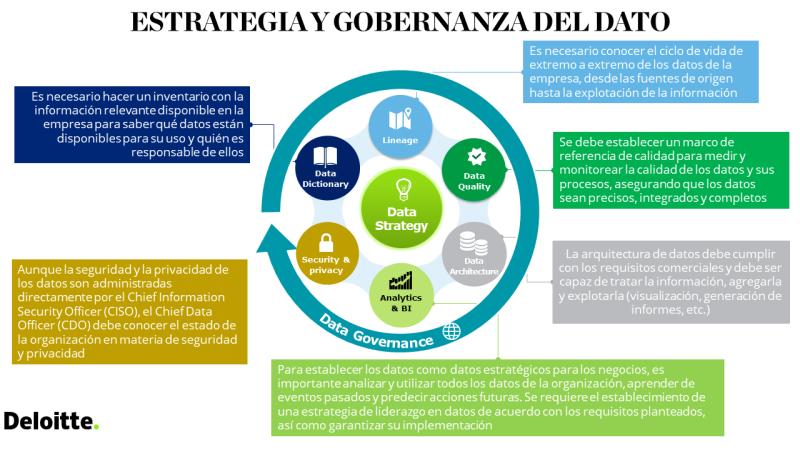 ESTRATEGIA Y GOBERNANZA DEL DATO
Es necesario conocer el ciclo de vida de
extremo a extremo de los datos de la
empresa, desde las fuentes de origen
hasta la explotación de la información
Es necesario hacer un inventario con la
información relevante disponible en la
empresa para saber qué datos están
disponibles para su uso y quién es
responsable de ellos
Lineage
Data
Dictionary
Data
Quality
Data
Strategy
Security &
privacy
Data
Architecture
Analytics
& BI
Data Governance
Se debe establecer un marco de
referencia de calidad para medir y
monitorear la calidad de los datos y sus
procesos, asegurando que los datos
sean precisos, integrados y completos
La arquitectura de datos debe cumplir
con los requisitos comerciales y debe ser
capaz de tratar la información, agregarla
y explotarla (visualización, generación de
informes, etc.)
Aunque la seguridad y la privacidad de
los datos son administradas
directamente por el Chief Information
Security Officer (CISO), el Chief Data
Officer (CDO) debe conocer el estado de
la organización en materia de seguridad
y privacidad
Para establecer los datos como datos estratégicos para los negocios, es
importante analizar y utilizar todos los datos de la organización, aprender de
eventos pasados y predecir acciones futuras. Se requiere el establecimiento de
una estrategia de liderazgo en datos de acuerdo con los requisitos planteados,
así como garantizar su implementación
Deloitte.